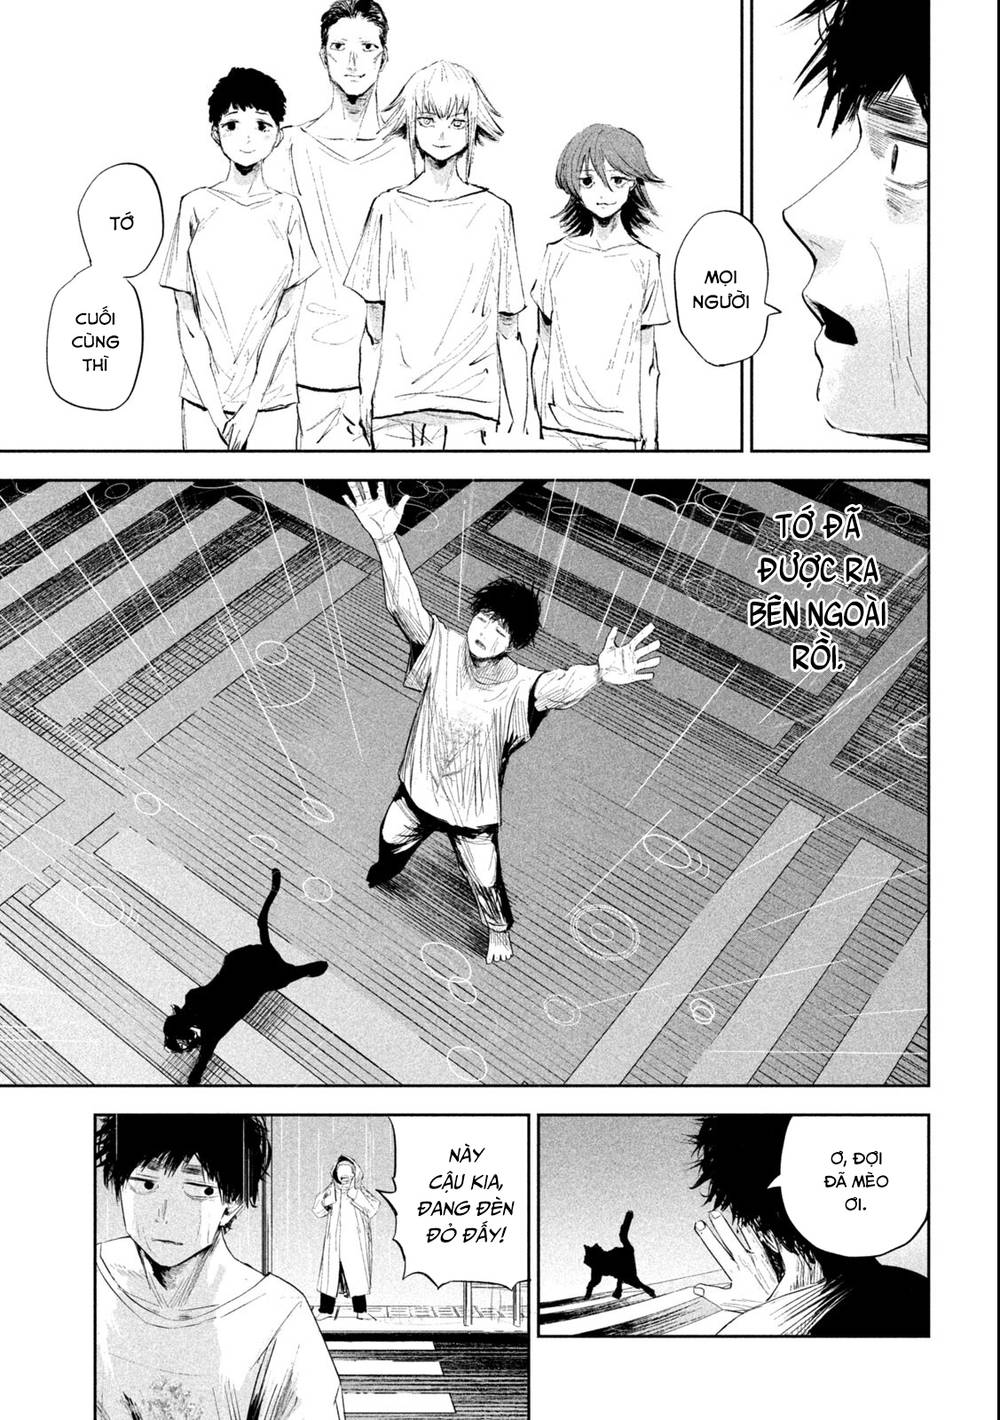 MỌI
NGƯỜI
TỚ
CUỐI
CÙNG
THÌ
TỚ ĐÃ
ĐƯỢC RA
BÊN NGOÀI
RỒI.
Ơ, ĐỢI
ĐÃ MÈO
ƠI.
NÀY
CẬU KIA,
ĐANG ĐÈN
ĐỎ ĐẤY!